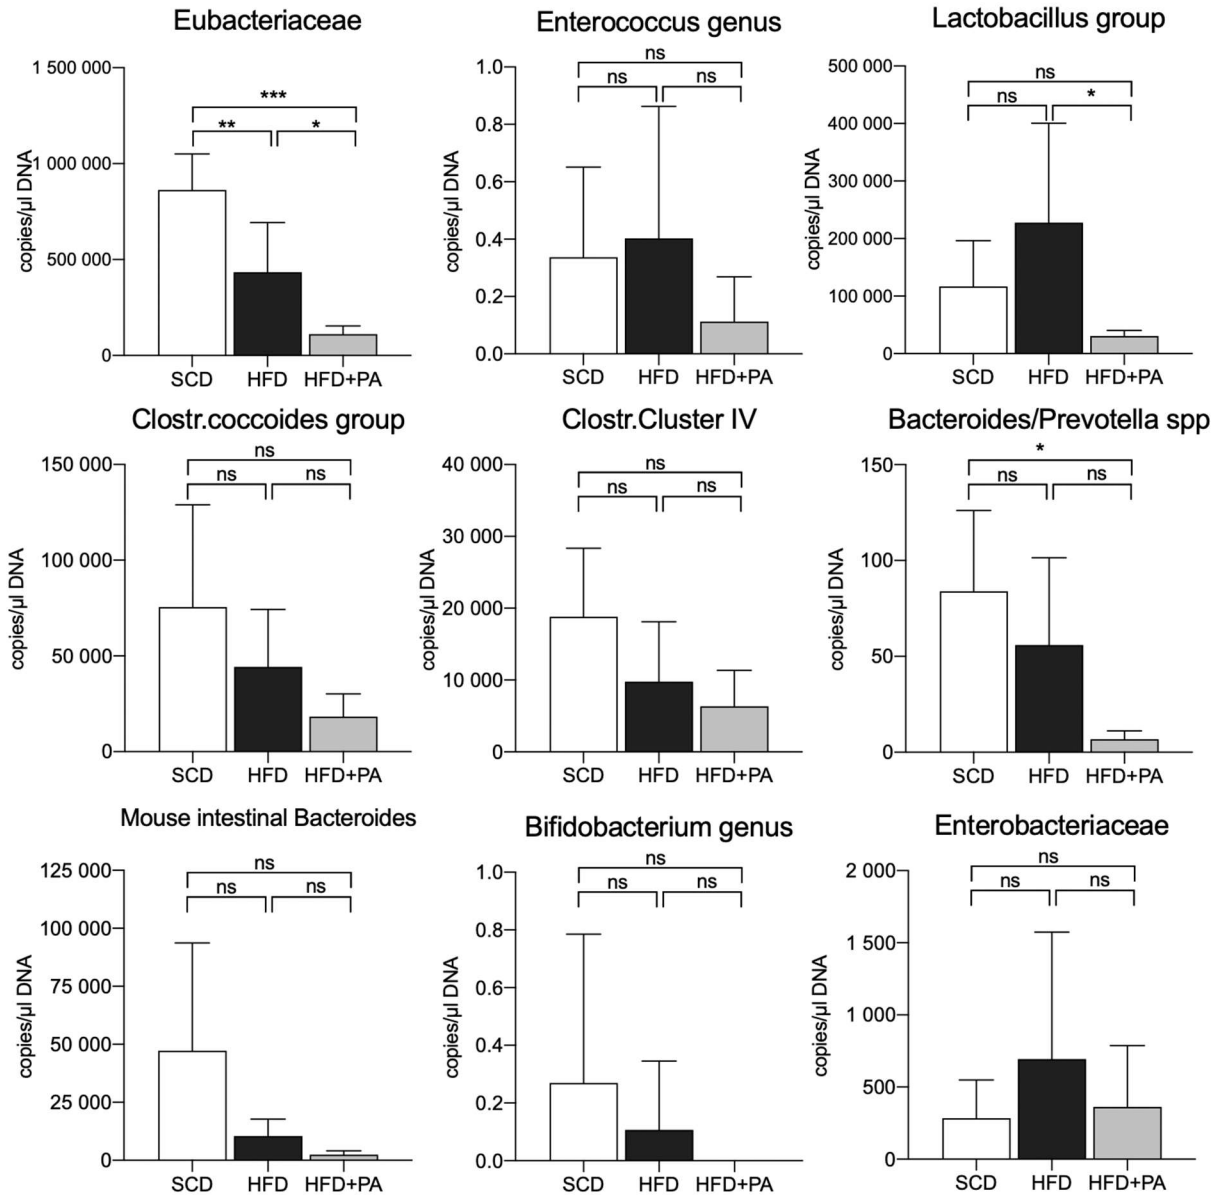 Eubacteriaceae
1 500 000
1 000 000
500 000
0
copies/µl DNA
***
**
*
SCD HFD HFD+PA
Enterococcus genus
1.0
0.8
0.6
0.4
0.2
0.0
copies/µl DNA
ns
ns ns
SCD HFD HFD+PA
Lactobacillus group
500 000
400 000
300 000
200 000
100 000
0
copies/µl DNA
ns
ns *
SCD HFD HFD+PA
Clostr.coccoides group
150 000
100 000
50 000
0
copies/µl DNA
ns
ns ns
SCD HFD HFD+PA
Clostr.Cluster IV
40 000
30 000
20 000
10 000
0
copies/µl DNA
ns
ns ns
SCD HFD HFD+PA
Bacteroides/Prevotella spp
150
100
50
0
copies/µl DNA
*
ns ns
SCD HFD HFD+PA
Mouse intestinal Bacteroides
125 000
100 000
75 000
50 000
25 000
0
copies/µl DNA
ns
ns ns
SCD HFD HFD+PA
Bifidobacterium genus
1.0
0.8
0.6
0.4
0.2
0.0
copies/µl DNA
ns
ns ns
SCD HFD HFD+PA
Enterobacteriaceae
2 000
1 500
1 000
500
0
copies/µl DNA
ns
ns ns
SCD HFD HFD+PA